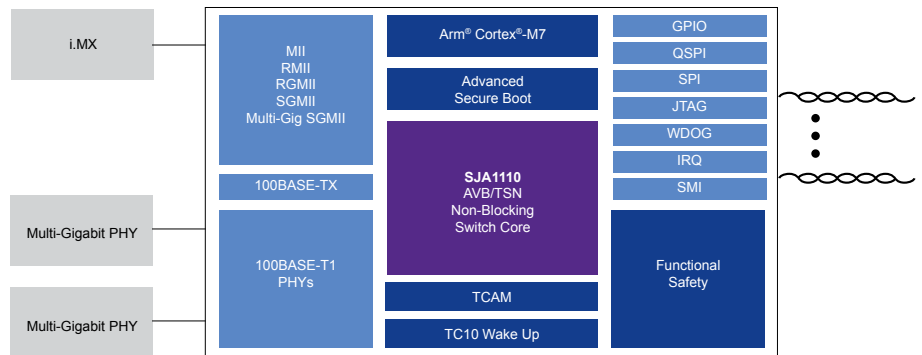 i.MX
Multi-Gigabit PHY
Multi-Gigabit PHY
MII
RMII
RGMII
SGMII
Multi-Gig SGMII
100BASE-TX
100BASE-T1
PHYs
Arm® Cortex®-M7
Advanced
Secure Boot
SJA1110
AVB/TSN
Non-Blocking
Switch Core
TCAM
TC10 Wake Up
GPIO
QSPI
SPI
JTAG
WDOG
IRQ
SMI
Functional
Safety